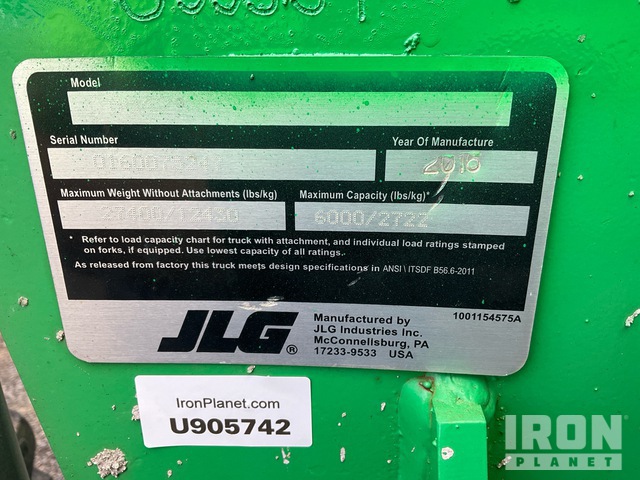 Model
Serial Number
Year Of Manufacture
2016
Maximum Weight Without Attachments (lbs/kg)
Maximum Capacity (lbs/kg)*
27400/12430
6000/2722
* Refer to load capacity chart for truck with attachment, and individual load ratings stamped
on forks, if equipped. Use lowest capacity of all ratings.
As released from factory this truck meets design specifications in ANSI \ ITSDF B56.6-2011
JLG®
Manufactured by
JLG Industries Inc.
McConnellsburg, PA
17233-9533 USA
1001154575A
IronPlanet.com
U905742
IRON
PLANET